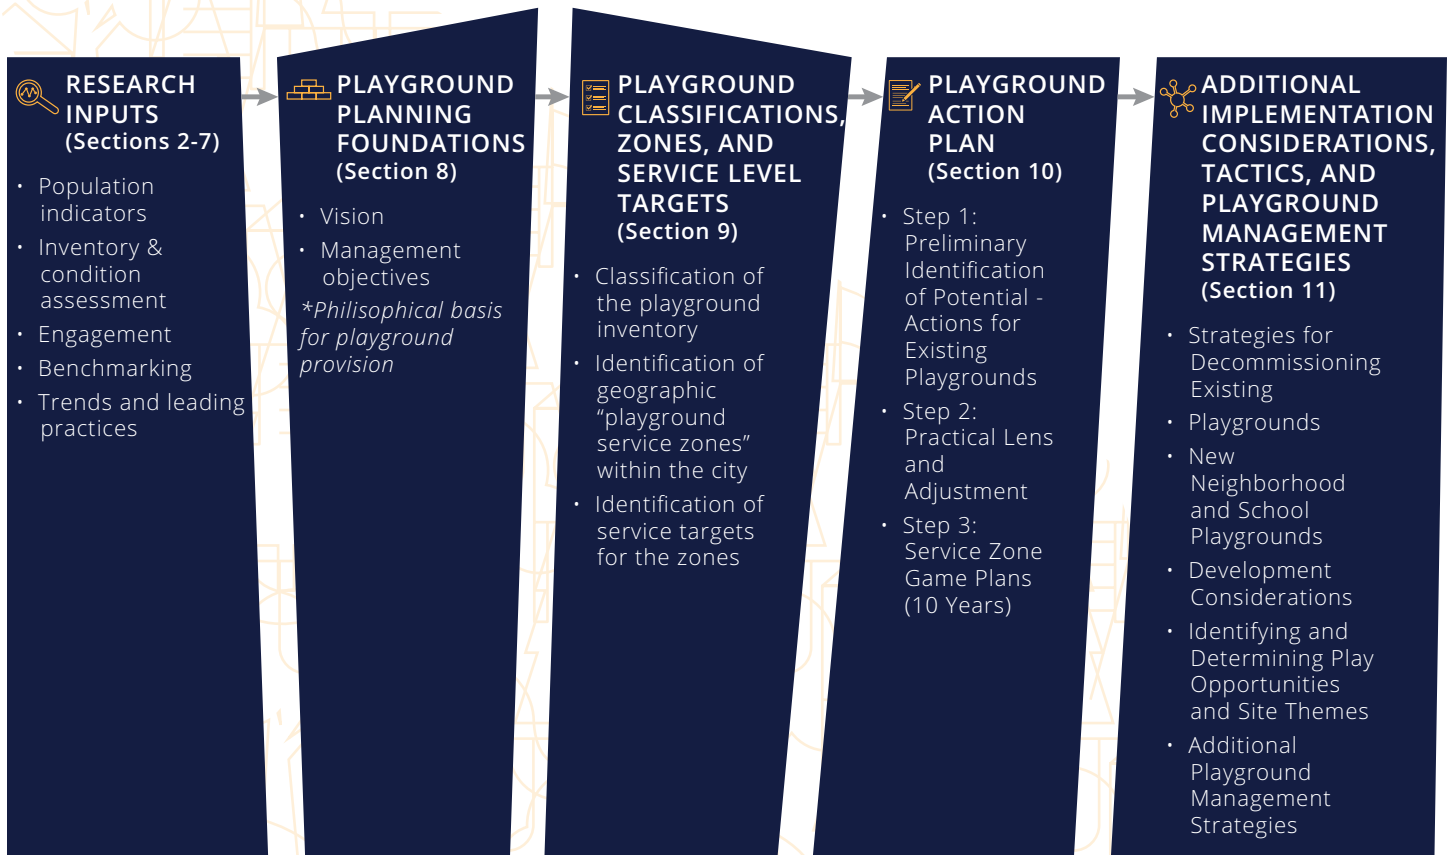 RESEARCH
INPUTS
(Sections 2-7)
• Population
indicators
• Inventory &
condition
assessment
• Engagement
• Benchmarking
• Trends and leading
practices
PLAYGROUND
PLANNING
FOUNDATIONS
(Section 8)
• Vision
• Management
objectives
*Philisophical basis
for playground
provision
PLAYGROUND
CLASSIFICATIONS,
ZONES, AND
SERVICE LEVEL
TARGETS
(Section 9)
• Classification of
the playground
inventory
• Identification of
geographic
“playground
service zones”
within the city
• Identification of
service targets
for the zones
PLAYGROUND
ACTION
PLAN
(Section 10)
• Step 1:
Preliminary
Identification
of Potential -
Actions for
Existing
Playgrounds
• Step 2:
Practical Lens
and
Adjustment
• Step 3:
Service Zone
Game Plans
(10 Years)
ADDITIONAL
IMPLEMENTATION
CONSIDERATIONS,
TACTICS, AND
PLAYGROUND
MANAGEMENT
STRATEGIES
(Section 11)
• Strategies for
Decommissioning
Existing
• Playgrounds
• New
Neighborhood
and School
Playgrounds
• Development
Considerations
• Identifying and
Determining Play
Opportunities
and Site Themes
• Additional
Playground
Management
Strategies